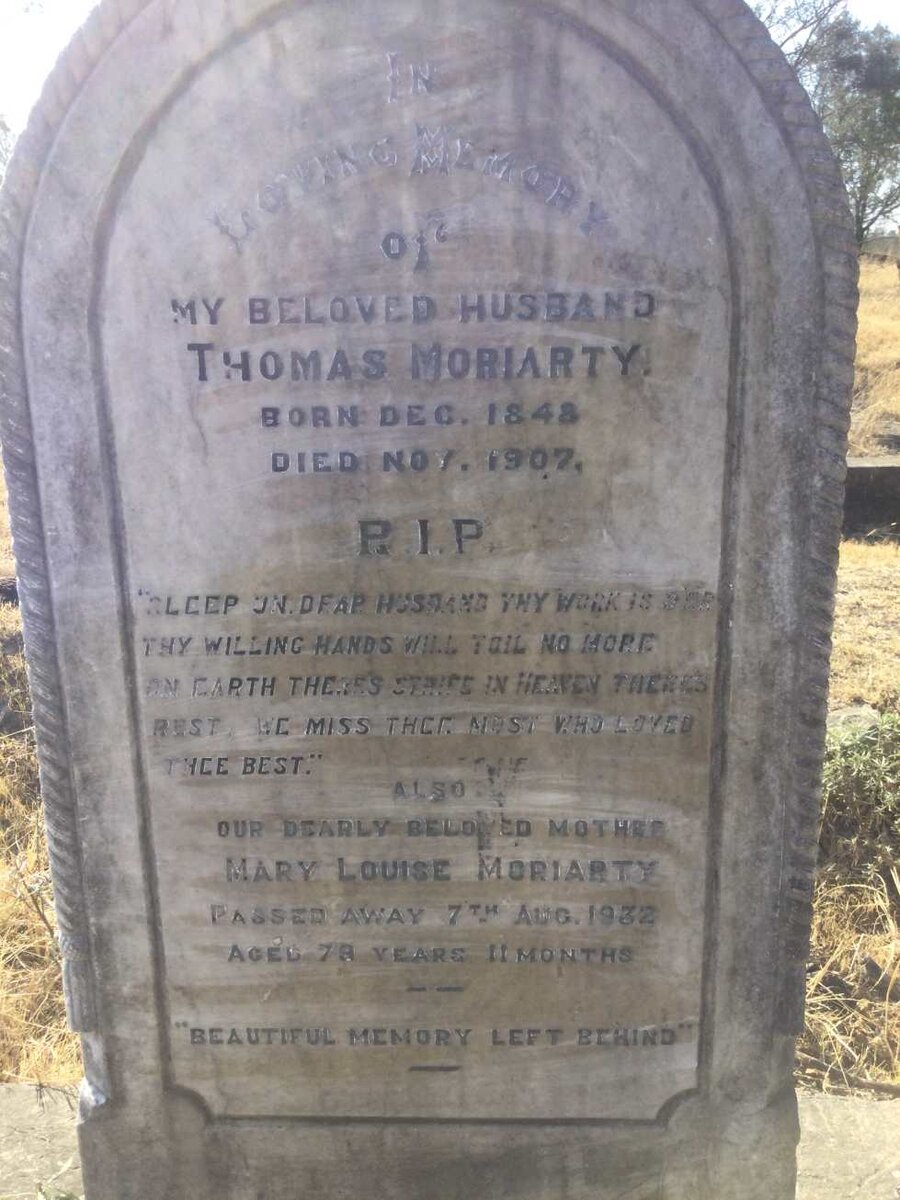 IN
LOVING MEMORY
OF
MY BELOVED HUSBAND
THOMAS MORIARTY.
BORN DEC. 1848
DIED NOV. 1907.
R.I.P.
"SLEEP ON, DEAR HUSBAND THY WORK IS O'ER
THY WILLING HANDS WILL TOIL NO MORE
ON EARTH THERES STRIFE IN HEAVEN THERES
REST, WE MISS THEE MOST WHO LOVED
THEE BEST."
ALSO
OUR DEARLY BELOVED MOTHER
MARY LOUISE MORIARTY
PASSED AWAY 7TH AUG. 1932
AGED 79 YEARS 11 MONTHS
"BEAUTIFUL MEMORY LEFT BEHIND"